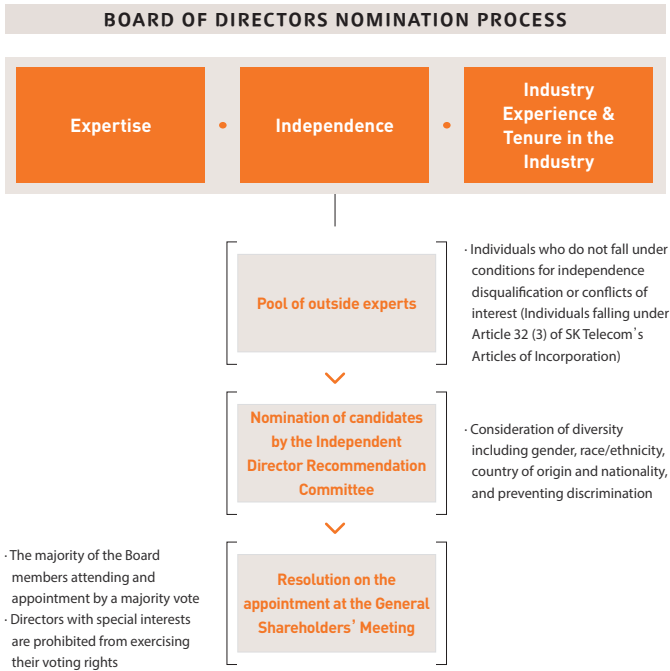 BOARD OF DIRECTORS NOMINATION PROCESS
Expertise
Independence
Industry
Experience &
Tenure in the
Industry
Pool of outside experts
· Individuals who do not fall under
conditions for independence
disqualification or conflicts of
interest (Individuals falling under
Article 32 (3) of SK Telecom’s
Articles of Incorporation)
Nomination of candidates
by the Independent
Director Recommendation
Committee
· Consideration of diversity
including gender, race/ethnicity,
country of origin and nationality,
and preventing discrimination
· The majority of the Board
members attending and
appointment by a majority vote
· Directors with special interests
are prohibited from exercising
their voting rights
Resolution on the
appointment at the General
Shareholders’ Meeting